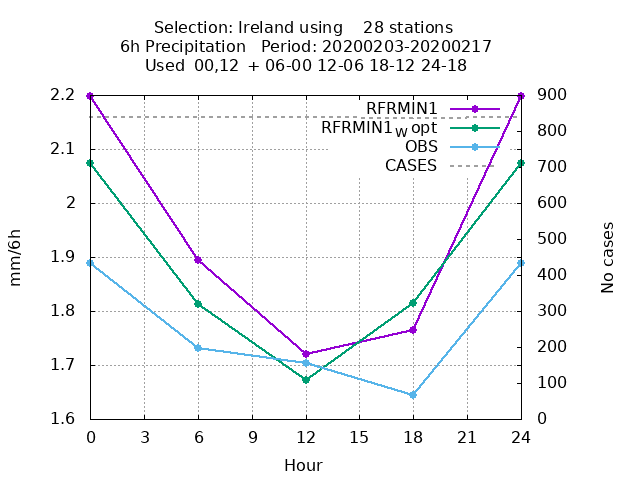 Selection: Ireland using 28 stations
6h Precipitation Period: 20200203-20200217
Used 00,12 + 06-00 12-06 18-12 24-18
2.2
2.1
2
1.9
1.8
1.7
1.6
mm/6h
RFRMIN1
RFRMIN1w opt
OBS
CASES
900
800
700
600
500
400
300
200
100
0
No cases
0 3 6 9 12 15 18 21 24
Hour